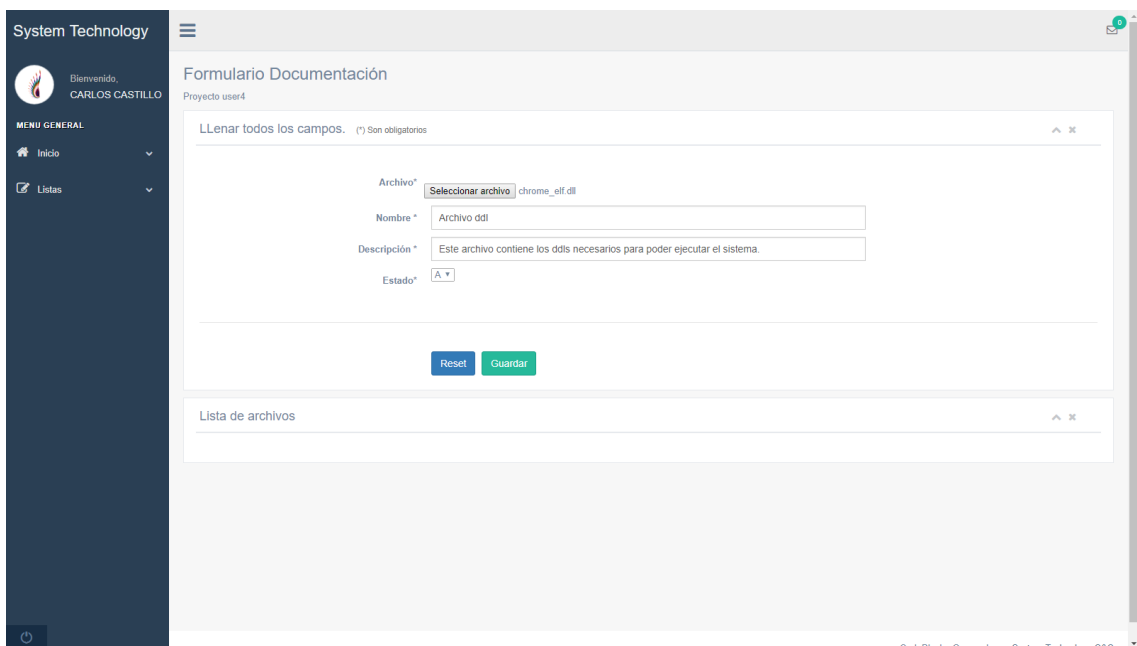 System Technology
0
Bienvenido,
CARLOS CASTILLO
MENU GENERAL
Inicio
Listas
Formulario Documentación
Proyecto user4
LLenar todos los campos. (*) Son obligatorios
Archivo* Seleccionar archivo chrome_elf.dll
Nombre * Archivo ddl
Descripción * Este archivo contiene los ddls necesarios para poder ejecutar el sistema.
Estado* A
Reset Guardar
Lista de archivos